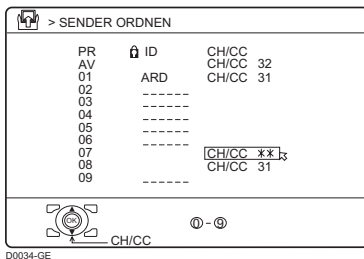 > SENDER ORDNEN
PR ID CH/CC
AV CH/CC 32
01 ARD CH/CC 31
02 ------
03 ------
04 ------
05 ------
06 ------
07 CH/CC **
08 CH/CC 31
09 ------
OK
0 - 9
CH/CC
D0034-GE